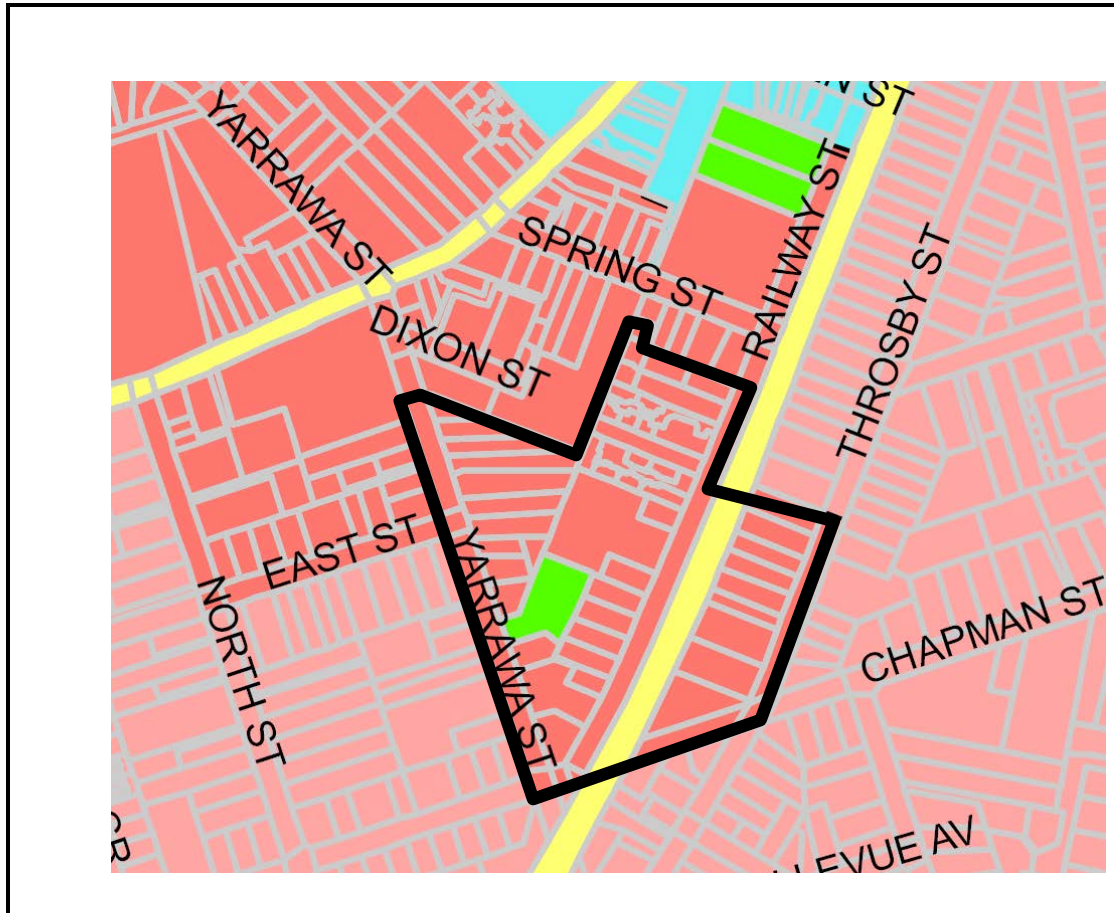 N ST
YARRAWA ST
SPRING ST
RAILWAY ST
THROSBY ST
DIXON ST
EAST ST
YARRAWA ST
NORTH ST
CHAPMAN ST
LLEVUE AV